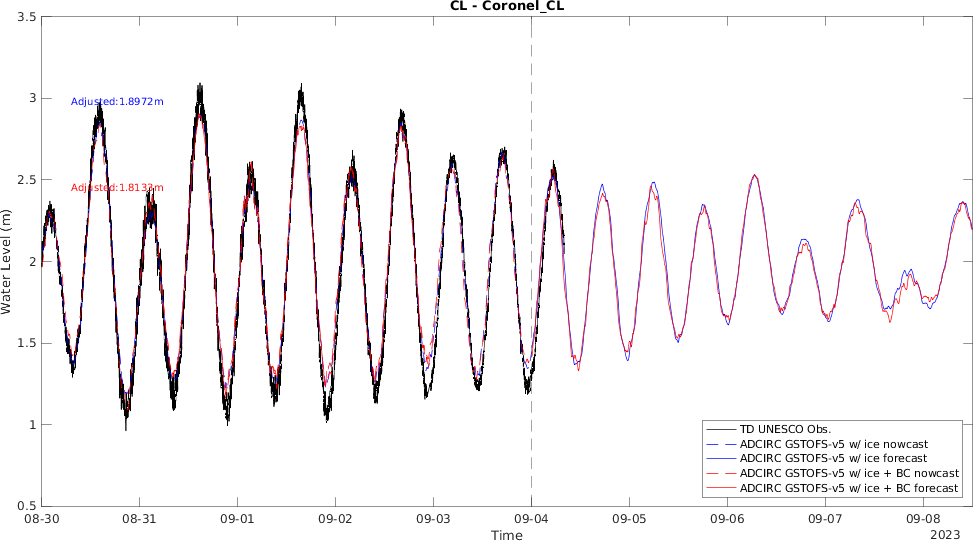 CL - Coronel_CL
3.5
3
2.5
2
1.5
1
0.5
Water Level (m)
Adjusted:1.8972m
Adjusted:1.8133m
TD UNESCO Obs.
ADCIRC GSTOFS-v5 w/ ice nowcast
ADCIRC GSTOFS-v5 w/ ice forecast
ADCIRC GSTOFS-v5 w/ ice + BC nowcast
ADCIRC GSTOFS-v5 w/ ice + BC forecast
08-30 08-31 09-01 09-02 09-03 09-04 09-05 09-06 09-07 09-08
Time
2023